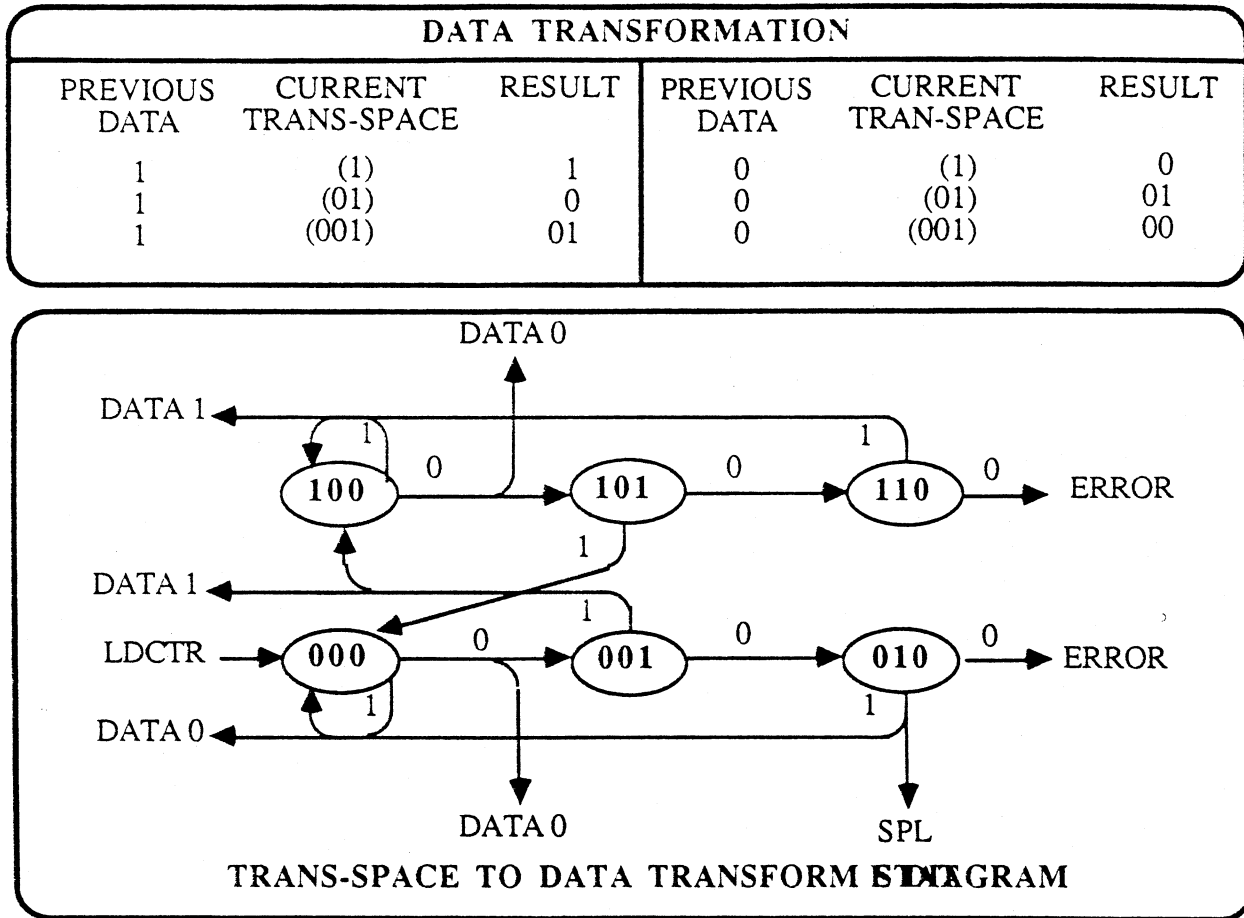 DATA TRANSFORMATION
PREVIOUS DATA CURRENT TRANS-SPACE RESULT PREVIOUS DATA CURRENT TRAN-SPACE RESULT
1 (1) 1 0 (1) 0
1 (01) 0 0 (01) 01
1 (001) 01 0 (001) 00
DATA 0
DATA 1
1 1
100 0 101 0 110 0 ERROR
1
DATA 1
1
LDCTR 000 0 001 0 010 0 ERROR
1 1
DATA 0
DATA 0 SPL
TRANS-SPACE TO DATA TRANSFORM